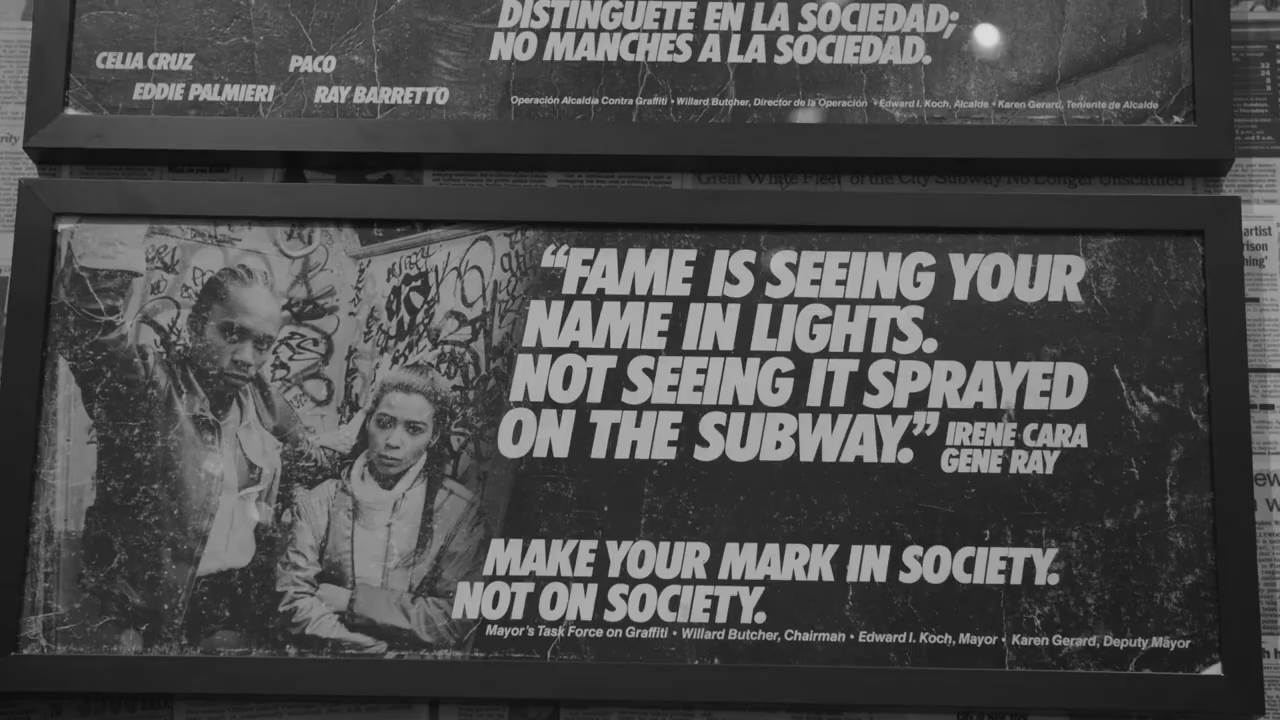 DISTINGUETE EN LA SOCIEDAD;
NO MANCHES A LA SOCIEDAD.
CELIA CRUZ
PACO
EDDIE PALMIERI
RAY BARRETTO
Operación Alcaldía Contra Graffiti • Willard Butcher, Director de la Operación • Edward I. Koch, Alcalde • Karen Gerard, Teniente de Alcalde
Great White Fleet of the City Subway No Longer Unscathed
"FAME IS SEEING YOUR
NAME IN LIGHTS.
NOT SEEING IT SPRAYED
ON THE SUBWAY."
IRENE CARA
GENE RAY
MAKE YOUR MARK IN SOCIETY.
NOT ON SOCIETY.
Mayor's Task Force on Graffiti • Willard Butcher, Chairman • Edward I. Koch, Mayor • Karen Gerard, Deputy Mayor
artist